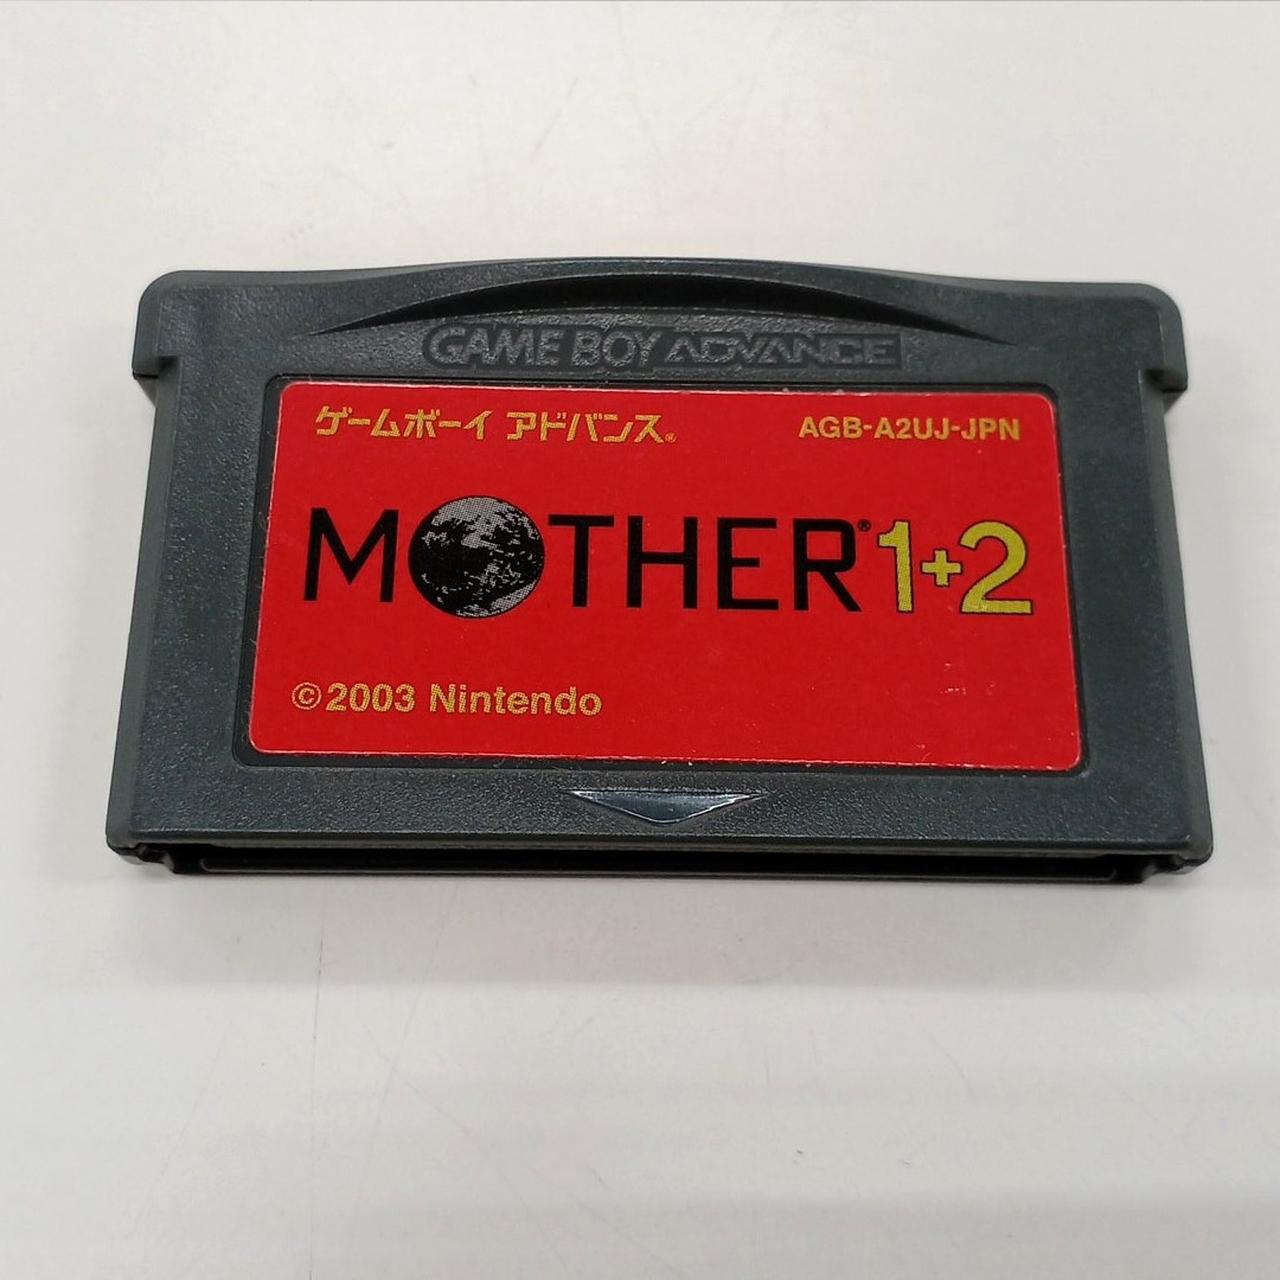 GAME BOY ADVANCE
ゲームボーイ アドバンス® AGB-A2UJ-JPN
MOTHER® 1+2
©2003 Nintendo